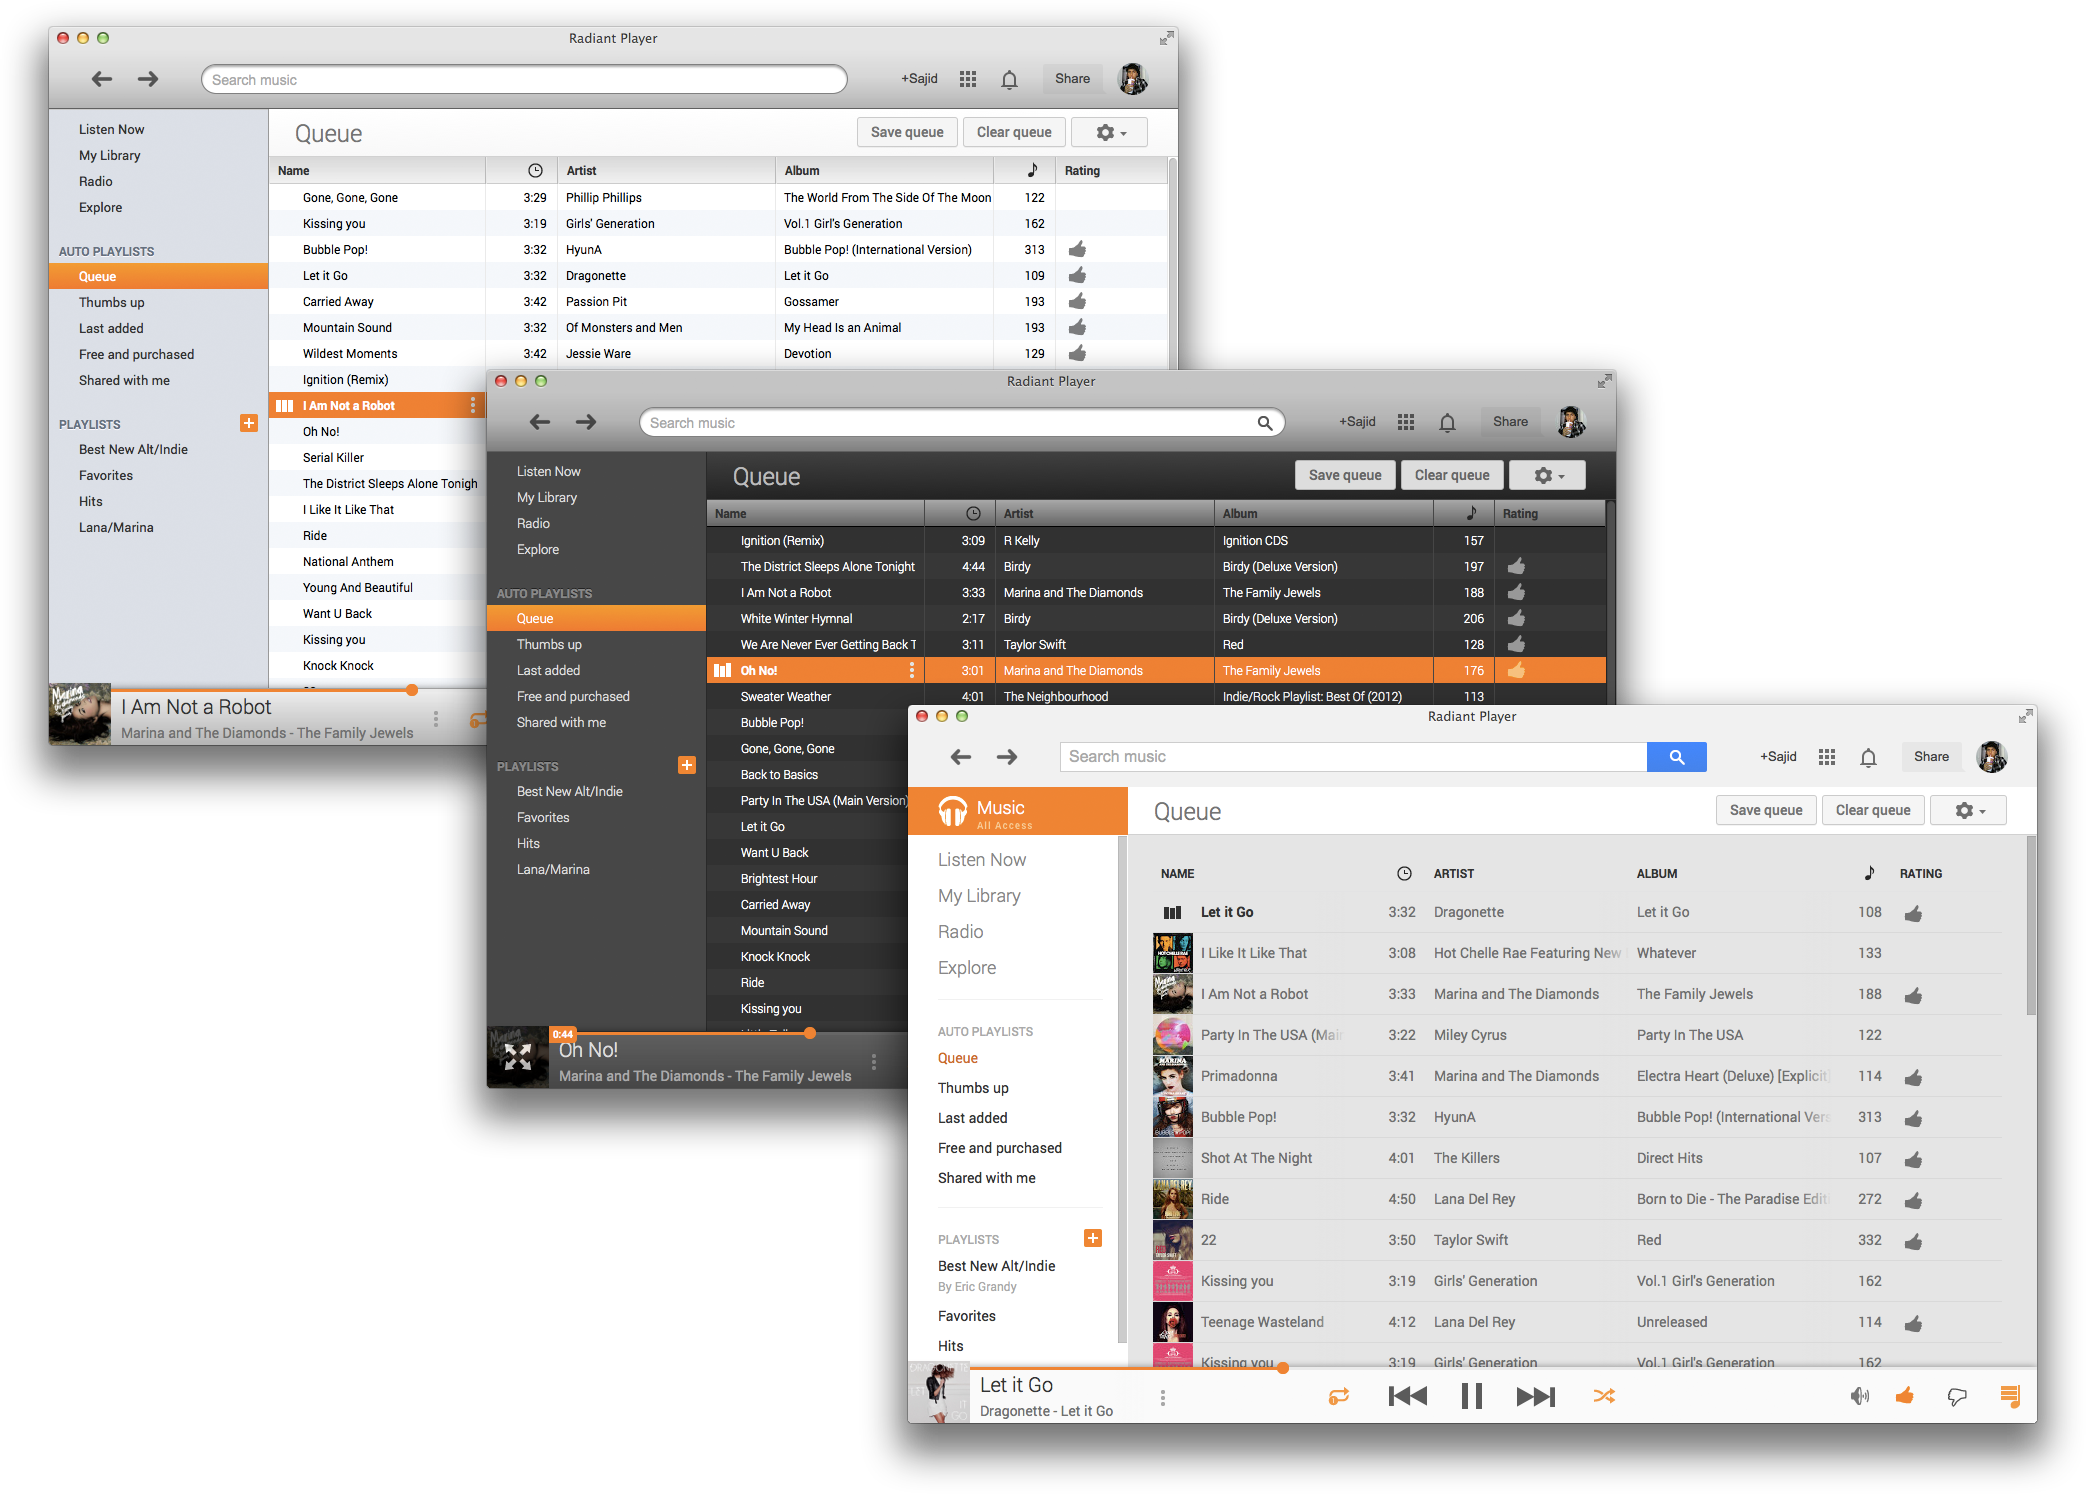 Radiant Player
Search music
+Sajid
Share
Listen Now
My Library
Radio
Explore
AUTO PLAYLISTS
Queue
Thumbs up
Last added
Free and purchased
Shared with me
PLAYLISTS
Best New Alt/Indie
Favorites
Hits
Lana/Marina
Queue
Save queue
Clear queue
Name Artist Album Rating
Gone, Gone, Gone 3:29 Phillip Phillips The World From The Side Of The Moon 122
Kissing you 3:19 Girls' Generation Vol.1 Girl's Generation 162
Bubble Pop! 3:32 HyunA Bubble Pop! (International Version) 313
Let it Go 3:32 Dragonette Let it Go 109
Carried Away 3:42 Passion Pit Gossamer 193
Mountain Sound 3:32 Of Monsters and Men My Head Is an Animal 193
Wildest Moments 3:42 Jessie Ware Devotion 129
Ignition (Remix)
I Am Not a Robot
Oh No!
Serial Killer
The District Sleeps Alone Tonigh
I Like It Like That
Ride
National Anthem
Young And Beautiful
Want U Back
Kissing you
Knock Knock
I Am Not a Robot
Marina and The Diamonds - The Family Jewels
Radiant Player
Search music
+Sajid
Share
Listen Now
My Library
Radio
Explore
AUTO PLAYLISTS
Queue
Thumbs up
Last added
Free and purchased
Shared with me
PLAYLISTS
Best New Alt/Indie
Favorites
Hits
Lana/Marina
Queue
Save queue
Clear queue
Name Artist Album Rating
Ignition (Remix) 3:09 R Kelly Ignition CDS 157
The District Sleeps Alone Tonight 4:44 Birdy Birdy (Deluxe Version) 197
I Am Not a Robot 3:33 Marina and The Diamonds The Family Jewels 188
White Winter Hymnal 2:17 Birdy Birdy (Deluxe Version) 206
We Are Never Ever Getting Back T 3:11 Taylor Swift Red 128
Oh No! 3:01 Marina and The Diamonds The Family Jewels 176
Sweater Weather 4:01 The Neighbourhood Indie/Rock Playlist: Best Of (2012) 113
Bubble Pop!
Gone, Gone, Gone
Back to Basics
Party In The USA (Main Version)
Let it Go
Want U Back
Brightest Hour
Carried Away
Mountain Sound
Knock Knock
Ride
Kissing you
0:44
Oh No!
Marina and The Diamonds - The Family Jewels
Radiant Player
Search music
+Sajid
Share
Music
All Access
Listen Now
My Library
Radio
Explore
AUTO PLAYLISTS
Queue
Thumbs up
Last added
Free and purchased
Shared with me
PLAYLISTS
Best New Alt/Indie
By Eric Grandy
Favorites
Hits
Queue
Save queue
Clear queue
NAME ARTIST ALBUM RATING
Let it Go 3:32 Dragonette Let it Go 108
I Like It Like That 3:08 Hot Chelle Rae Featuring New Whatever 133
I Am Not a Robot 3:33 Marina and The Diamonds The Family Jewels 188
Party In The USA (Mai 3:22 Miley Cyrus Party In The USA 122
Primadonna 3:41 Marina and The Diamonds Electra Heart (Deluxe) [Explicit] 114
Bubble Pop! 3:32 HyunA Bubble Pop! (International Vers 313
Shot At The Night 4:01 The Killers Direct Hits 107
Ride 4:50 Lana Del Rey Born to Die - The Paradise Editi 272
22 3:50 Taylor Swift Red 332
Kissing you 3:19 Girls' Generation Vol.1 Girl's Generation 162
Teenage Wasteland 4:12 Lana Del Rey Unreleased 114
Kissing you 3:19 Girls' Generation Vol.1 Girl's Generation 162
Let it Go
Dragonette - Let it Go